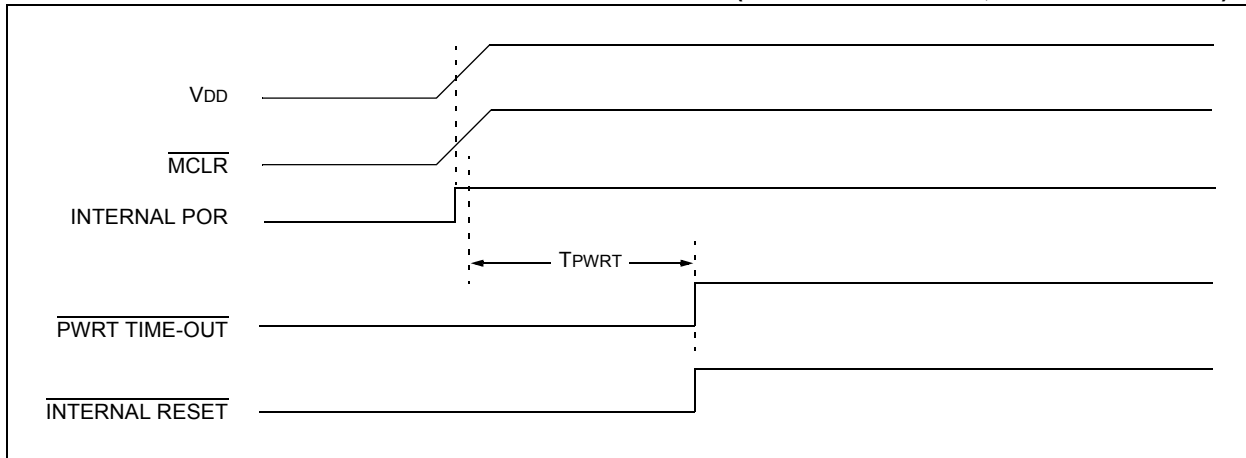 VDD
MCLR
INTERNAL POR
TPWRT
PWRT TIME-OUT
INTERNAL RESET